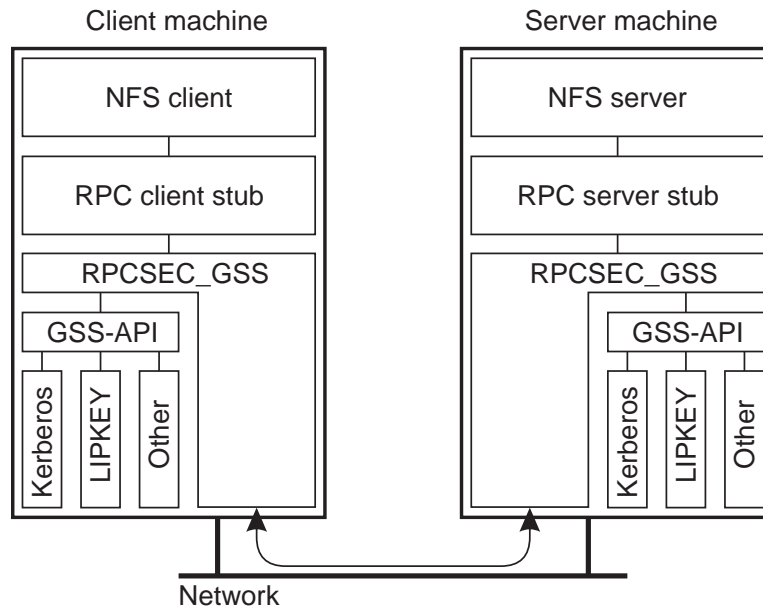 Client machine
Server machine
NFS client
NFS server
RPC client stub
RPC server stub
RPCSEC_GSS
RPCSEC_GSS
GSS-API
GSS-API
Kerberos
LIPKEY
Other
Kerberos
LIPKEY
Other
Network